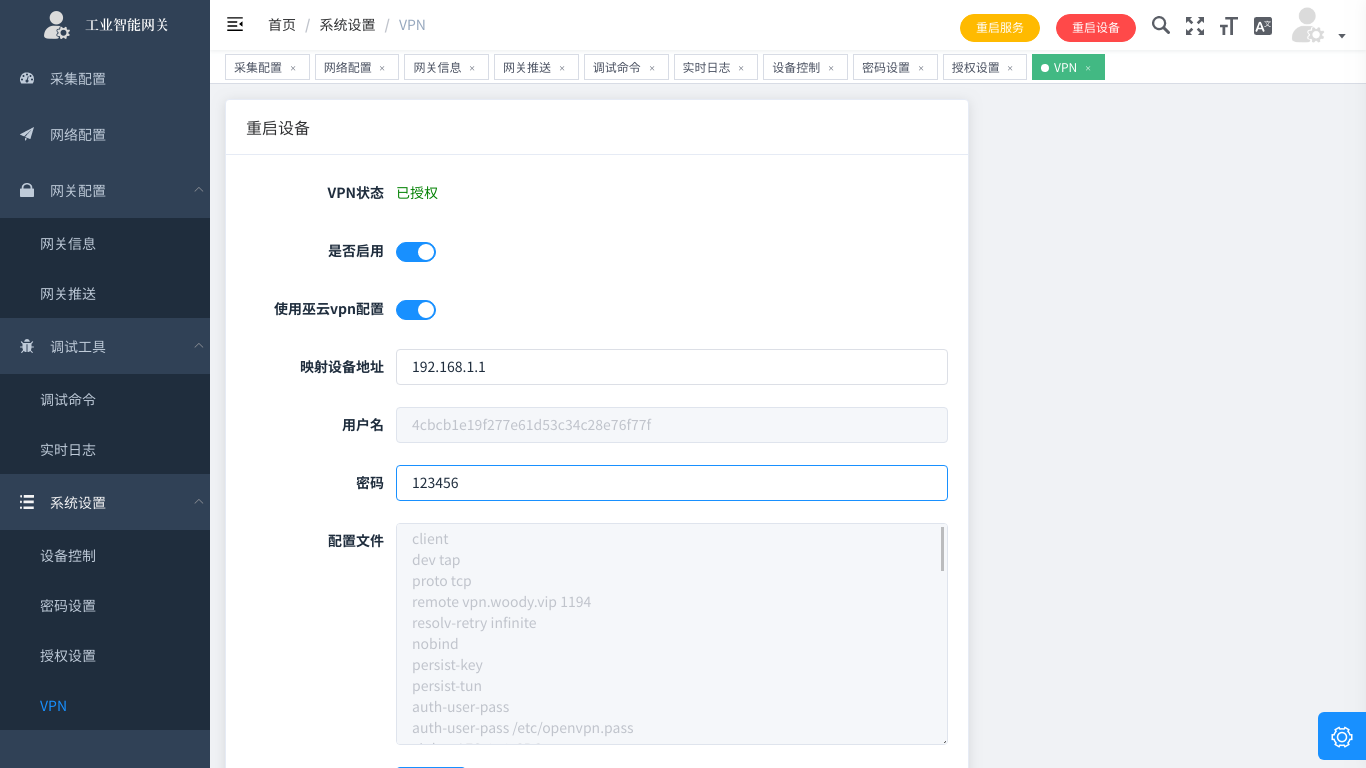 工业智能网关
首页 / 系统设置 / VPN
重启服务
重启设备
采集配置 ×
网络配置 ×
网关信息 ×
网关推送 ×
调试命令 ×
实时日志 ×
设备控制 ×
密码设置 ×
授权设置 ×
VPN ×
采集配置
网络配置
网关配置
网关信息
网关推送
调试工具
调试命令
实时日志
系统设置
设备控制
密码设置
授权设置
VPN
重启设备
VPN状态 已授权
是否启用
使用巫云vpn配置
映射设备地址 192.168.1.1
用户名 4cbcb1e19f277e61d53c34c28e76f77f
密码 123456
配置文件
client
dev tap
proto tcp
remote vpn.woody.vip 1194
resolv-retry infinite
nobind
persist-key
persist-tun
auth-user-pass
auth-user-pass /etc/openvpn.pass